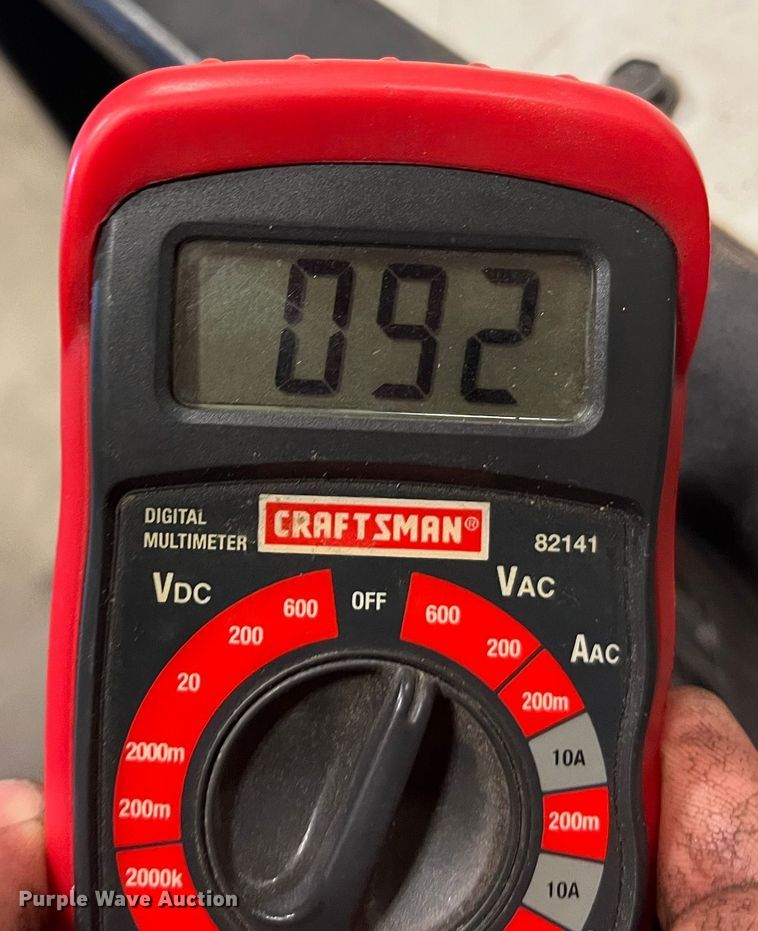 092
DIGITAL
MULTIMETER
CRAFTSMAN®
82141
VDC
OFF
VAC
AAC
600
200
20
2000m
200m
2000k
600
200
200m
10A
200m
10A
Purple Wave Auction